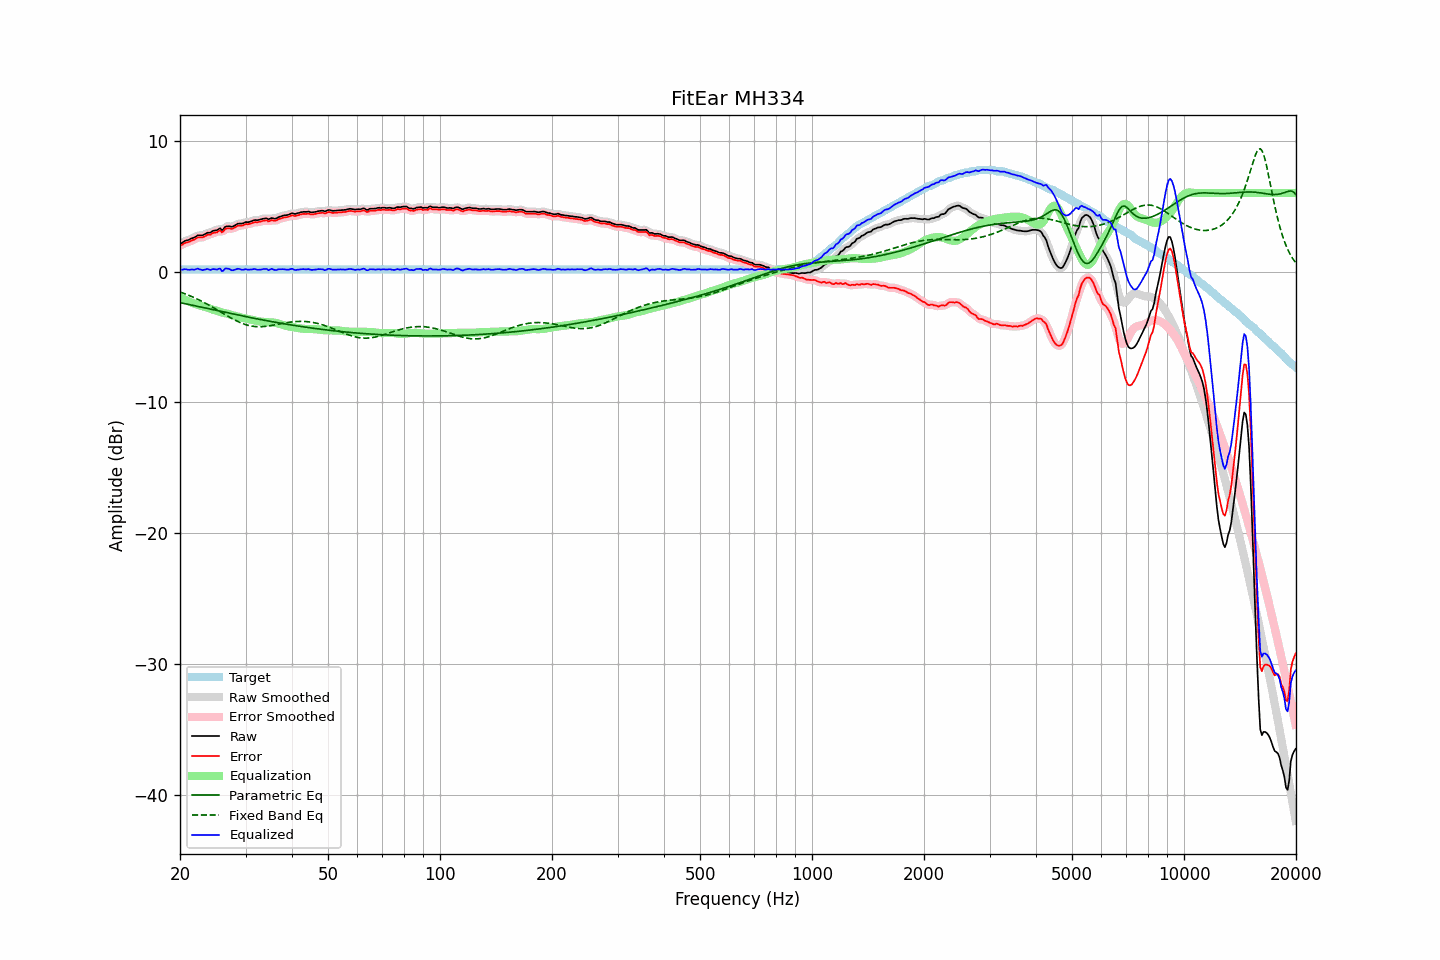 FitEar MH334
10
0
−10
−20
−30
−40
Amplitude (dBr)
20
50
100
200
500
1000
2000
5000
10000
20000
Frequency (Hz)
Target
Raw Smoothed
Error Smoothed
Raw
Error
Equalization
Parametric Eq
Fixed Band Eq
Equalized